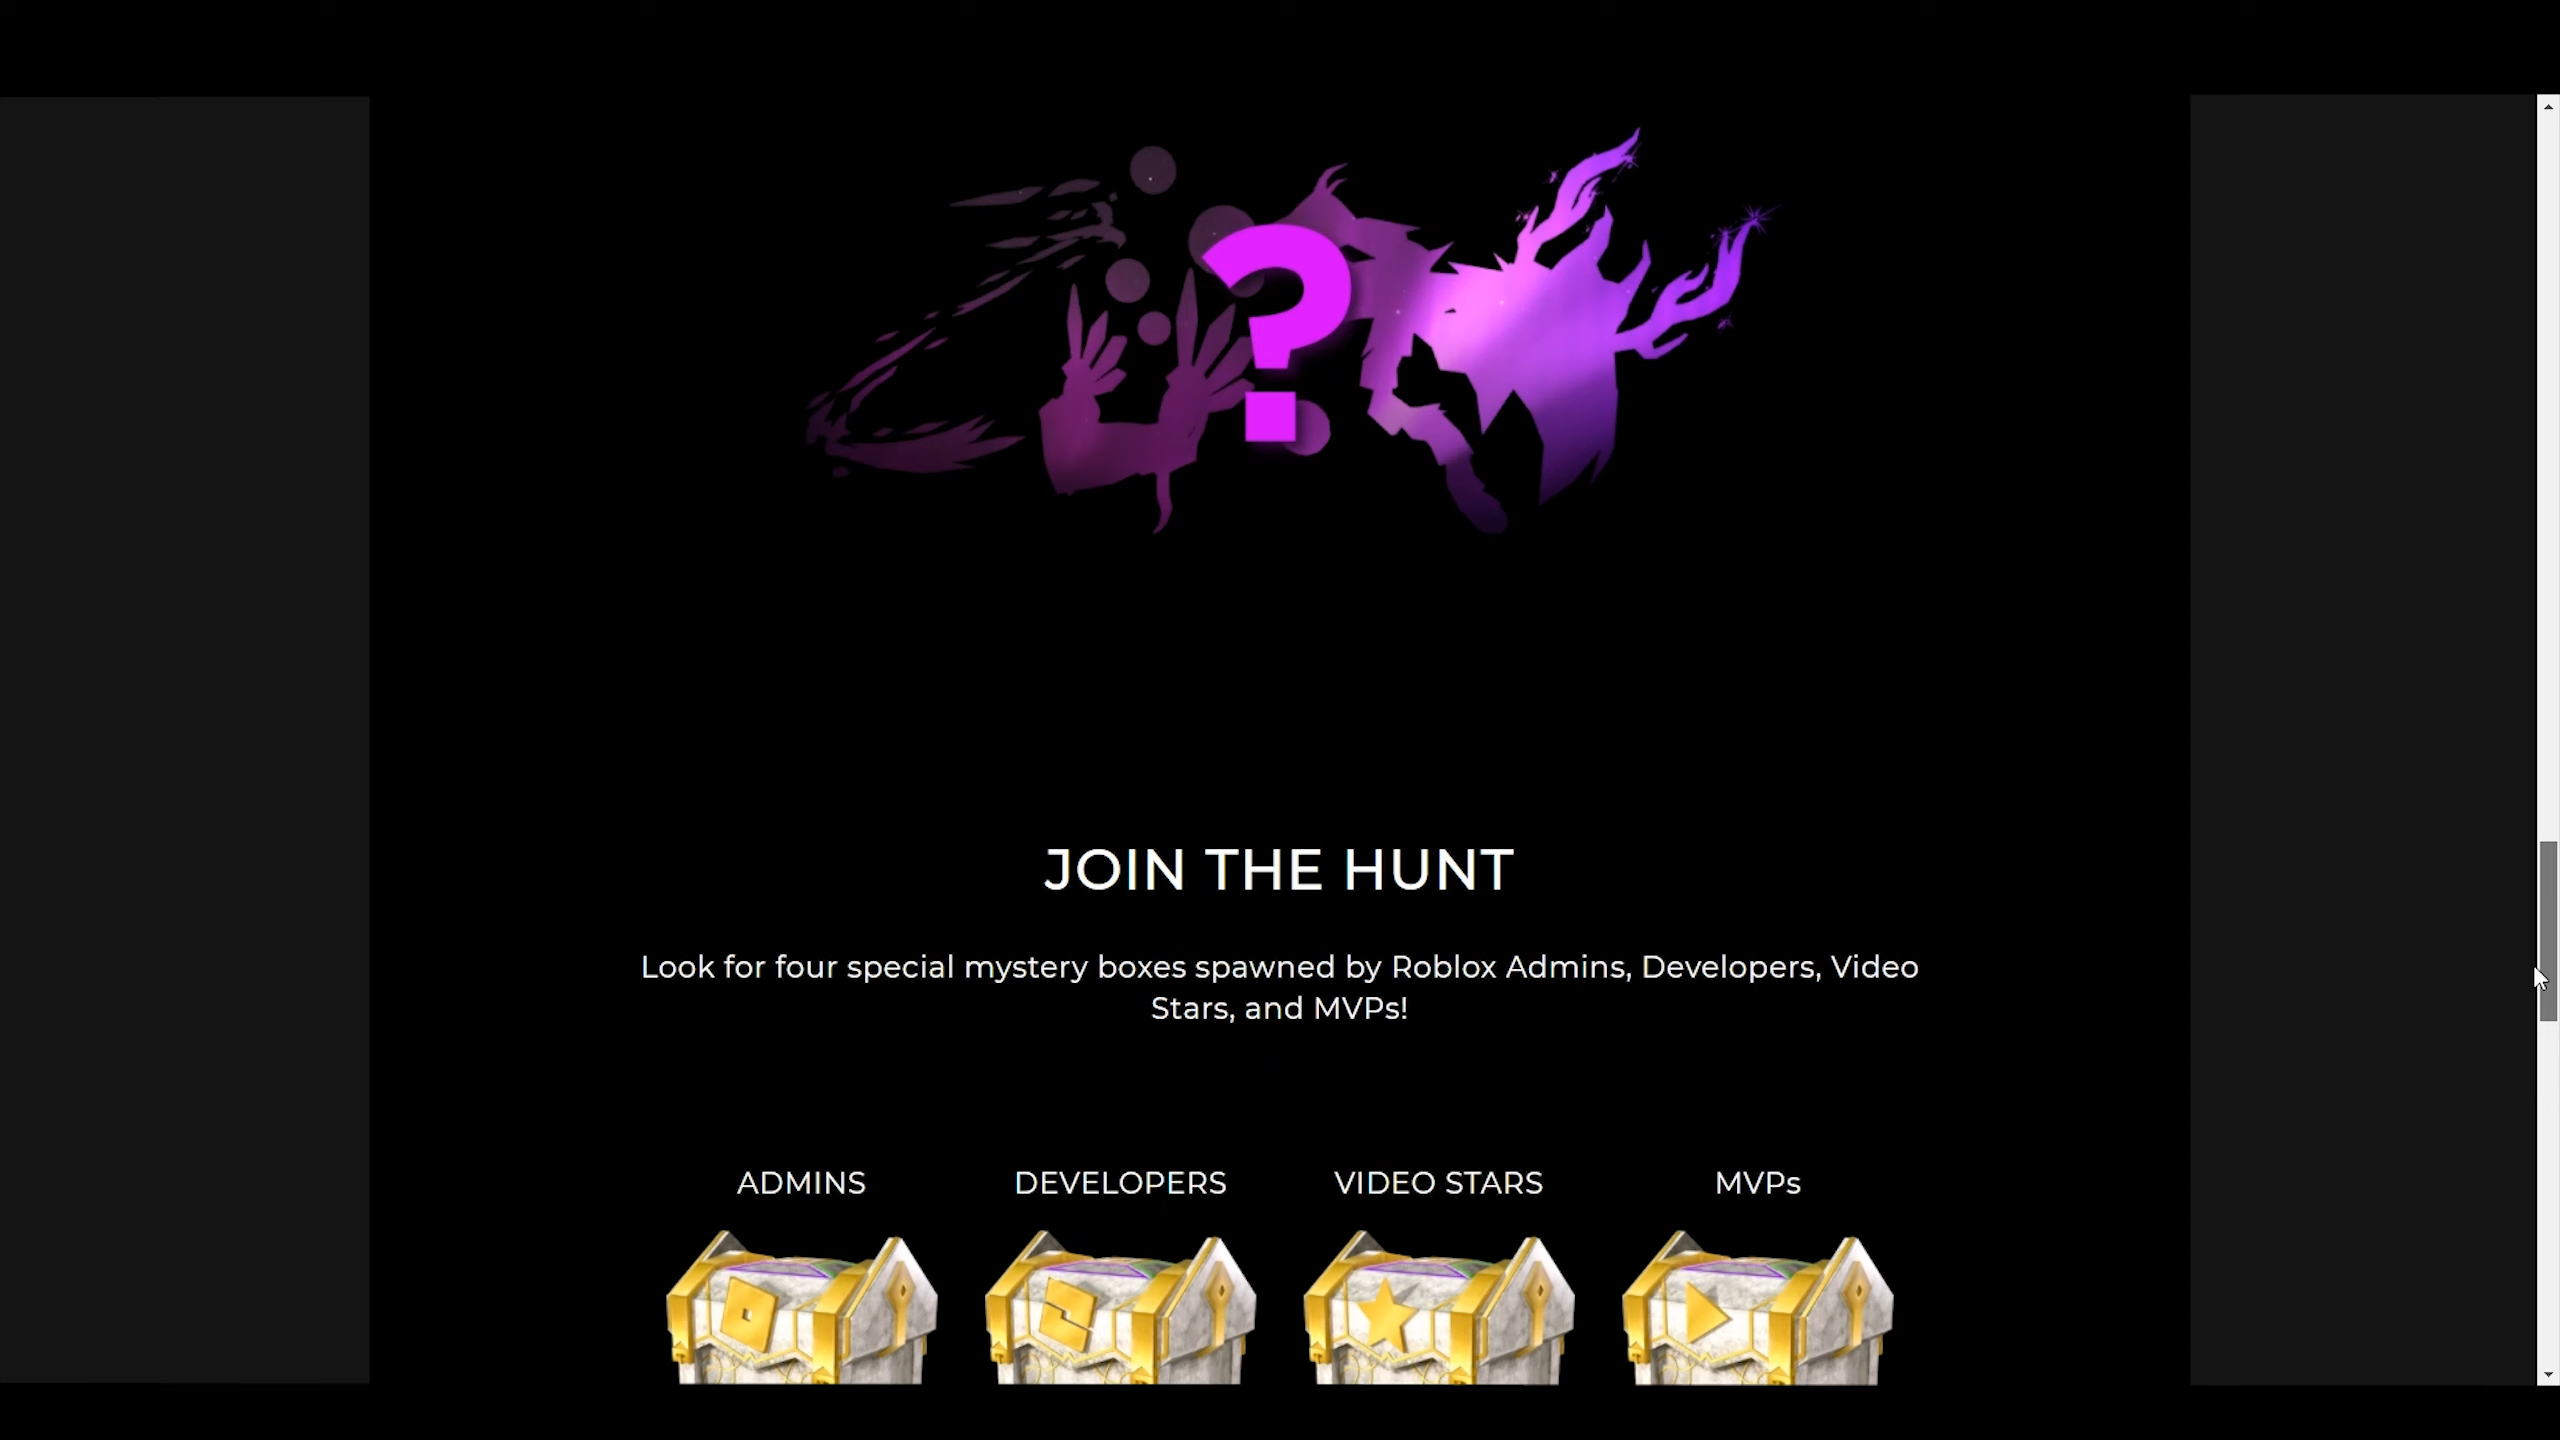 ?
JOIN THE HUNT
Look for four special mystery boxes spawned by Roblox Admins, Developers, Video
Stars, and MVPs!
ADMINS
DEVELOPERS
VIDEO STARS
MVPs